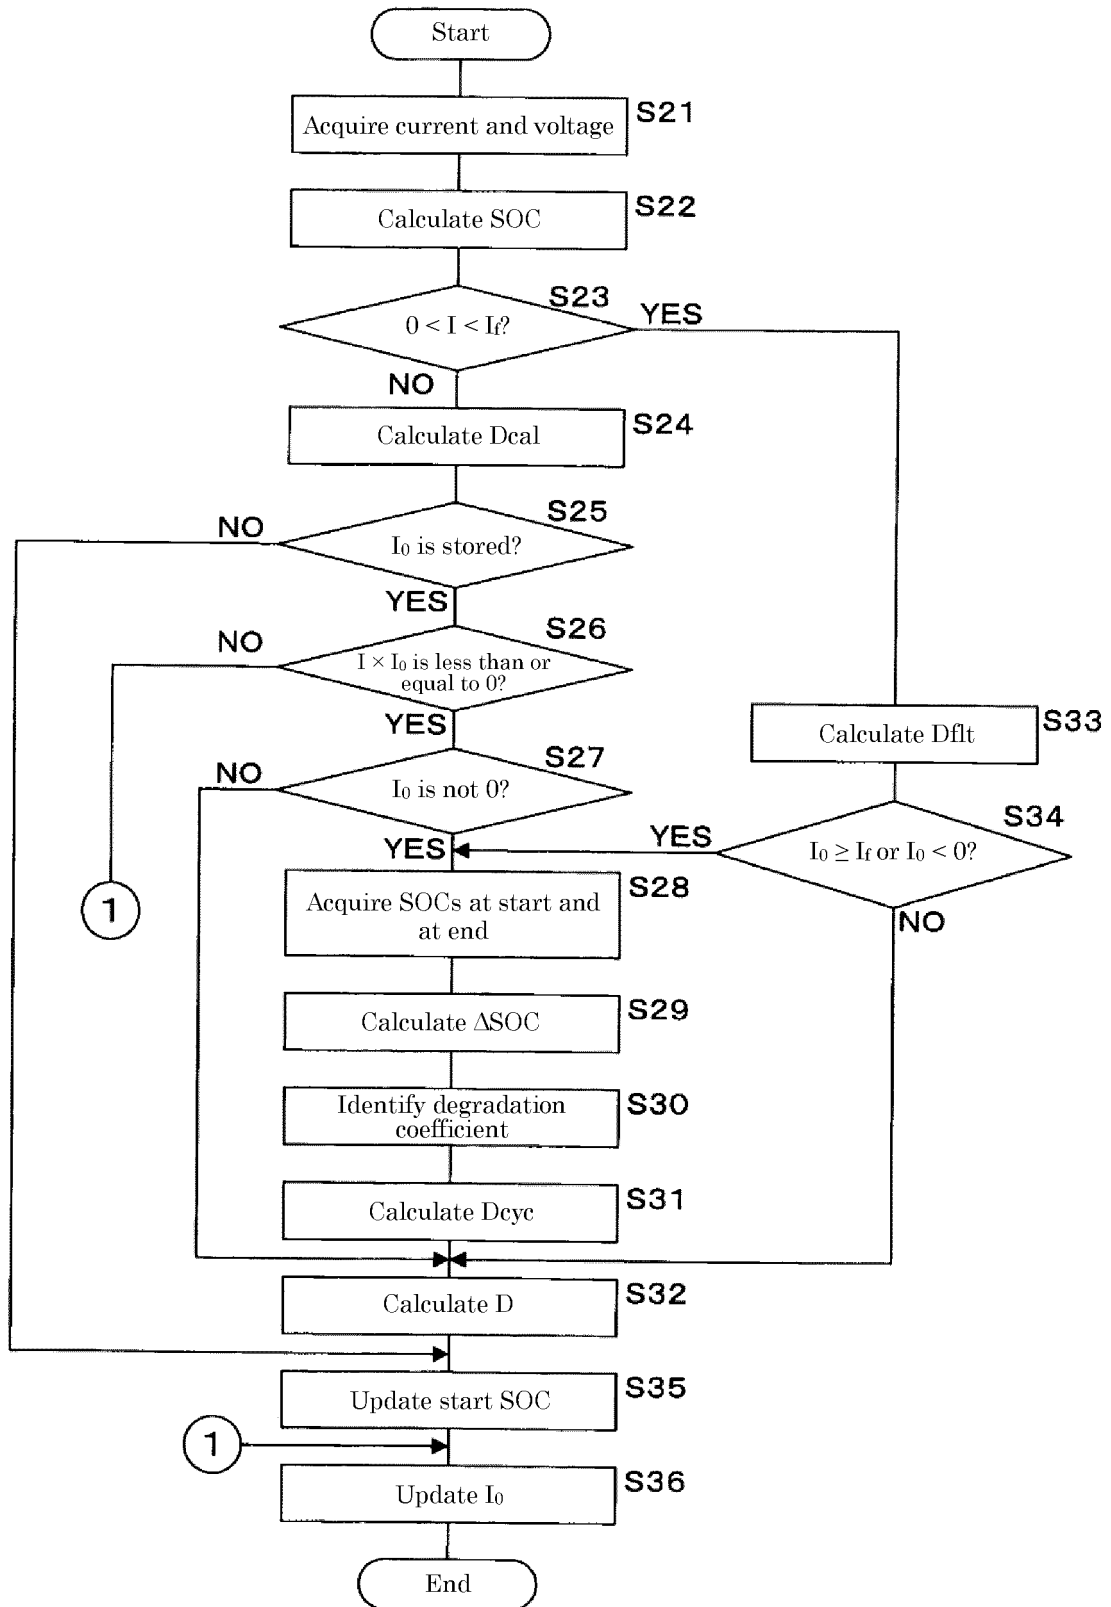 Start
Acquire current and voltage
S21
Calculate SOC
S22
S23
0 < I < If?
YES
NO
Calculate Dcal
S24
S25
NO
I0 is stored?
YES
S26
NO
I × I0 is less than or
equal to 0?
YES
S27
NO
I0 is not 0?
YES
Calculate Dflt
S33
S34
YES
I0 ≥ If or I0 < 0?
NO
1
Acquire SOCs at start and
at end
S28
Calculate ΔSOC
S29
Identify degradation
coefficient
S30
Calculate Dcyc
S31
Calculate D
S32
Update start SOC
S35
1
Update I0
S36
End